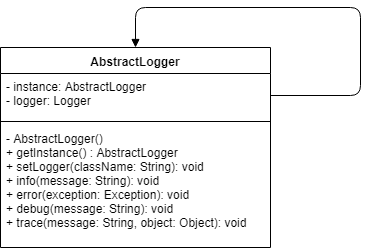 AbstractLogger
- instance: AbstractLogger
- logger: Logger
- AbstractLogger()
+ getInstance() : AbstractLogger
+ setLogger(className: String): void
+ info(message: String): void
+ error(exception: Exception): void
+ debug(message: String): void
+ trace(message: String, object: Object): void